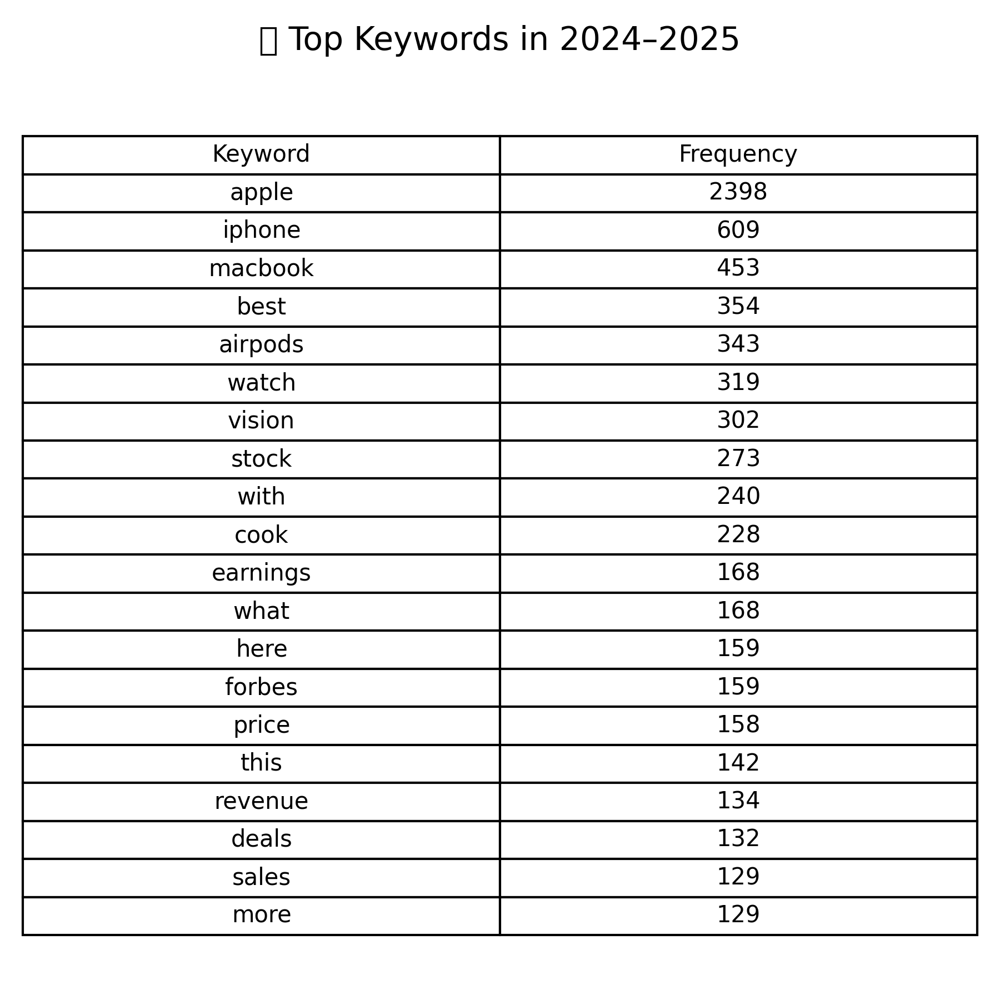 Top Keywords in 2024–2025
Keyword Frequency
apple 2398
iphone 609
macbook 453
best 354
airpods 343
watch 319
vision 302
stock 273
with 240
cook 228
earnings 168
what 168
here 159
forbes 159
price 158
this 142
revenue 134
deals 132
sales 129
more 129